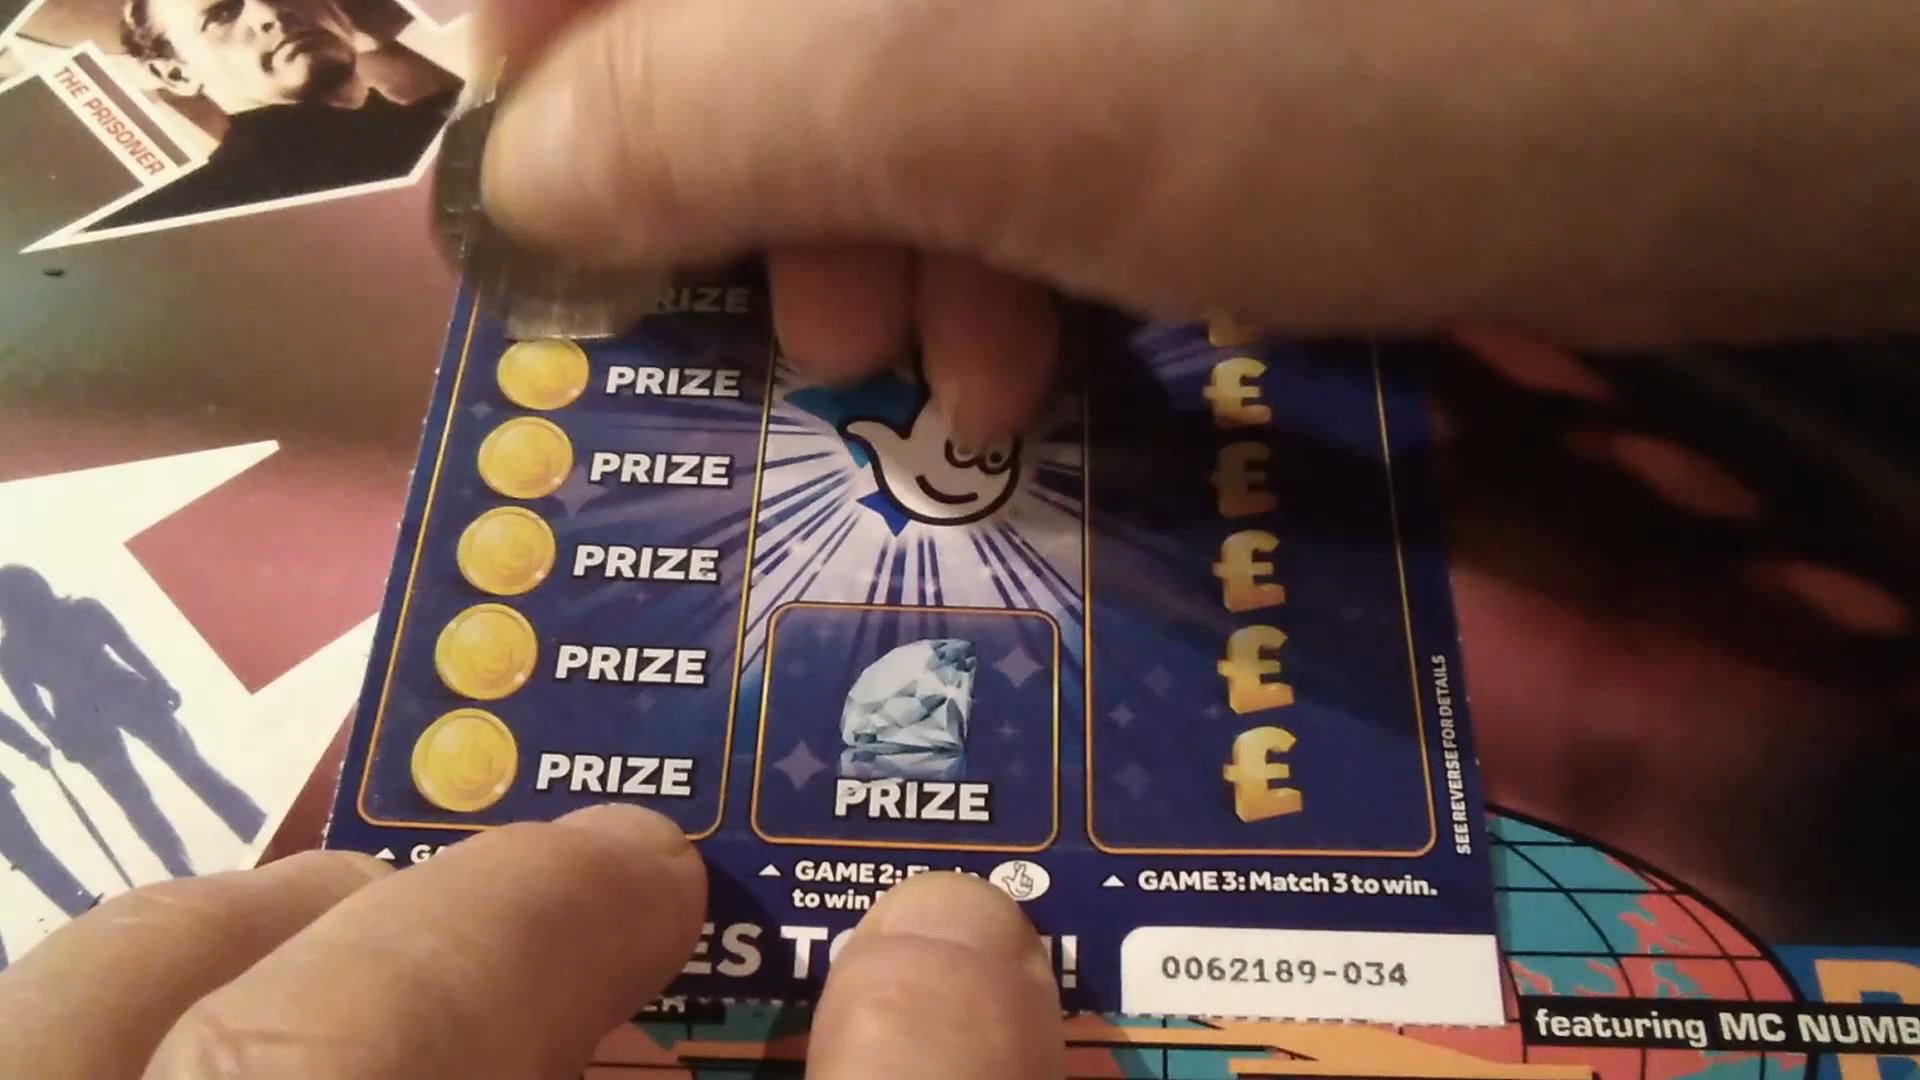 THE PRISONER
PRIZE
PRIZE
PRIZE
PRIZE
PRIZE
PRIZE
£
£
£
£
£
PRIZE
GAME 2:
to win
GAME 3: Match 3 to win.
SEE REVERSE FOR DETAILS
0062189-034
featuring MC NUMB